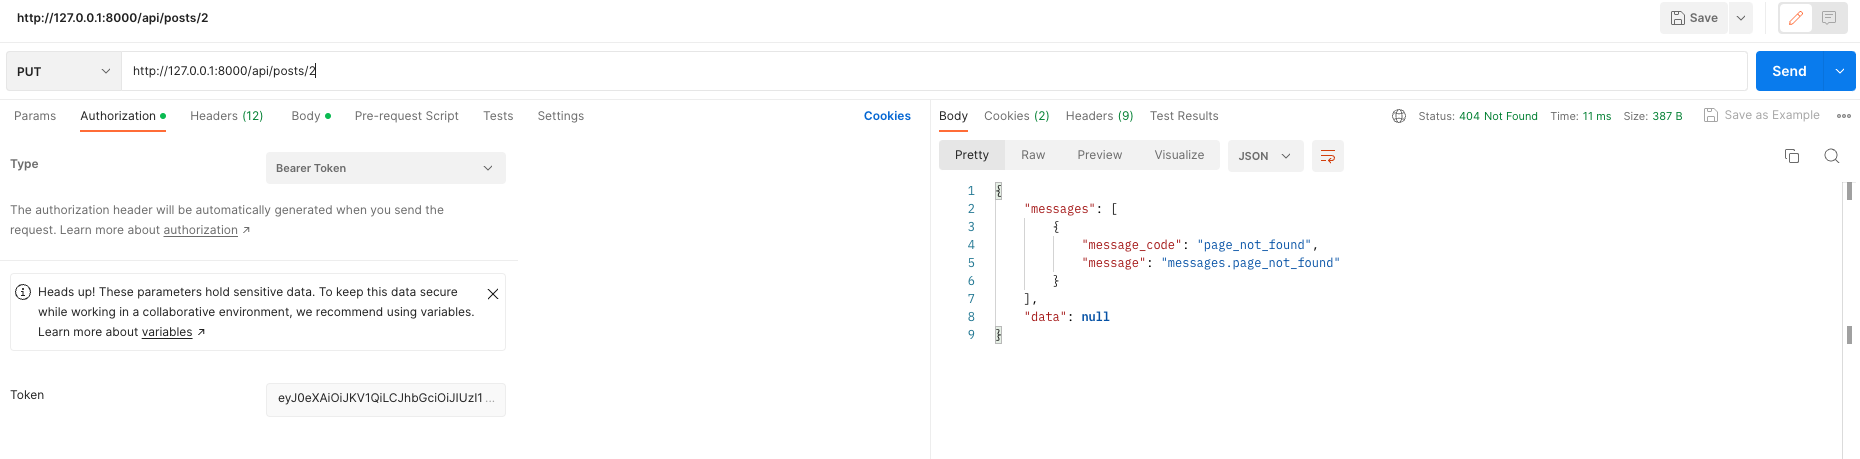 http://127.0.0.1:8000/api/posts/2
Save
PUT
http://127.0.0.1:8000/api/posts/2
Send
Params Authorization Headers (12) Body Pre-request Script Tests Settings Cookies
Type
Bearer Token
The authorization header will be automatically generated when you send the
request. Learn more about authorization ↗
Heads up! These parameters hold sensitive data. To keep this data secure
while working in a collaborative environment, we recommend using variables.
Learn more about variables ↗
Token
eyJ0eXAiOiJKV1QiLCJhbGciOiJIUzI1 ...
Body Cookies (2) Headers (9) Test Results
Status: 404 Not Found Time: 11 ms Size: 387 B Save as Example
Pretty Raw Preview Visualize JSON
1 {
2 "messages": [
3 {
4 "message_code": "page_not_found",
5 "message": "messages.page_not_found"
6 }
7 ],
8 "data": null
9 }